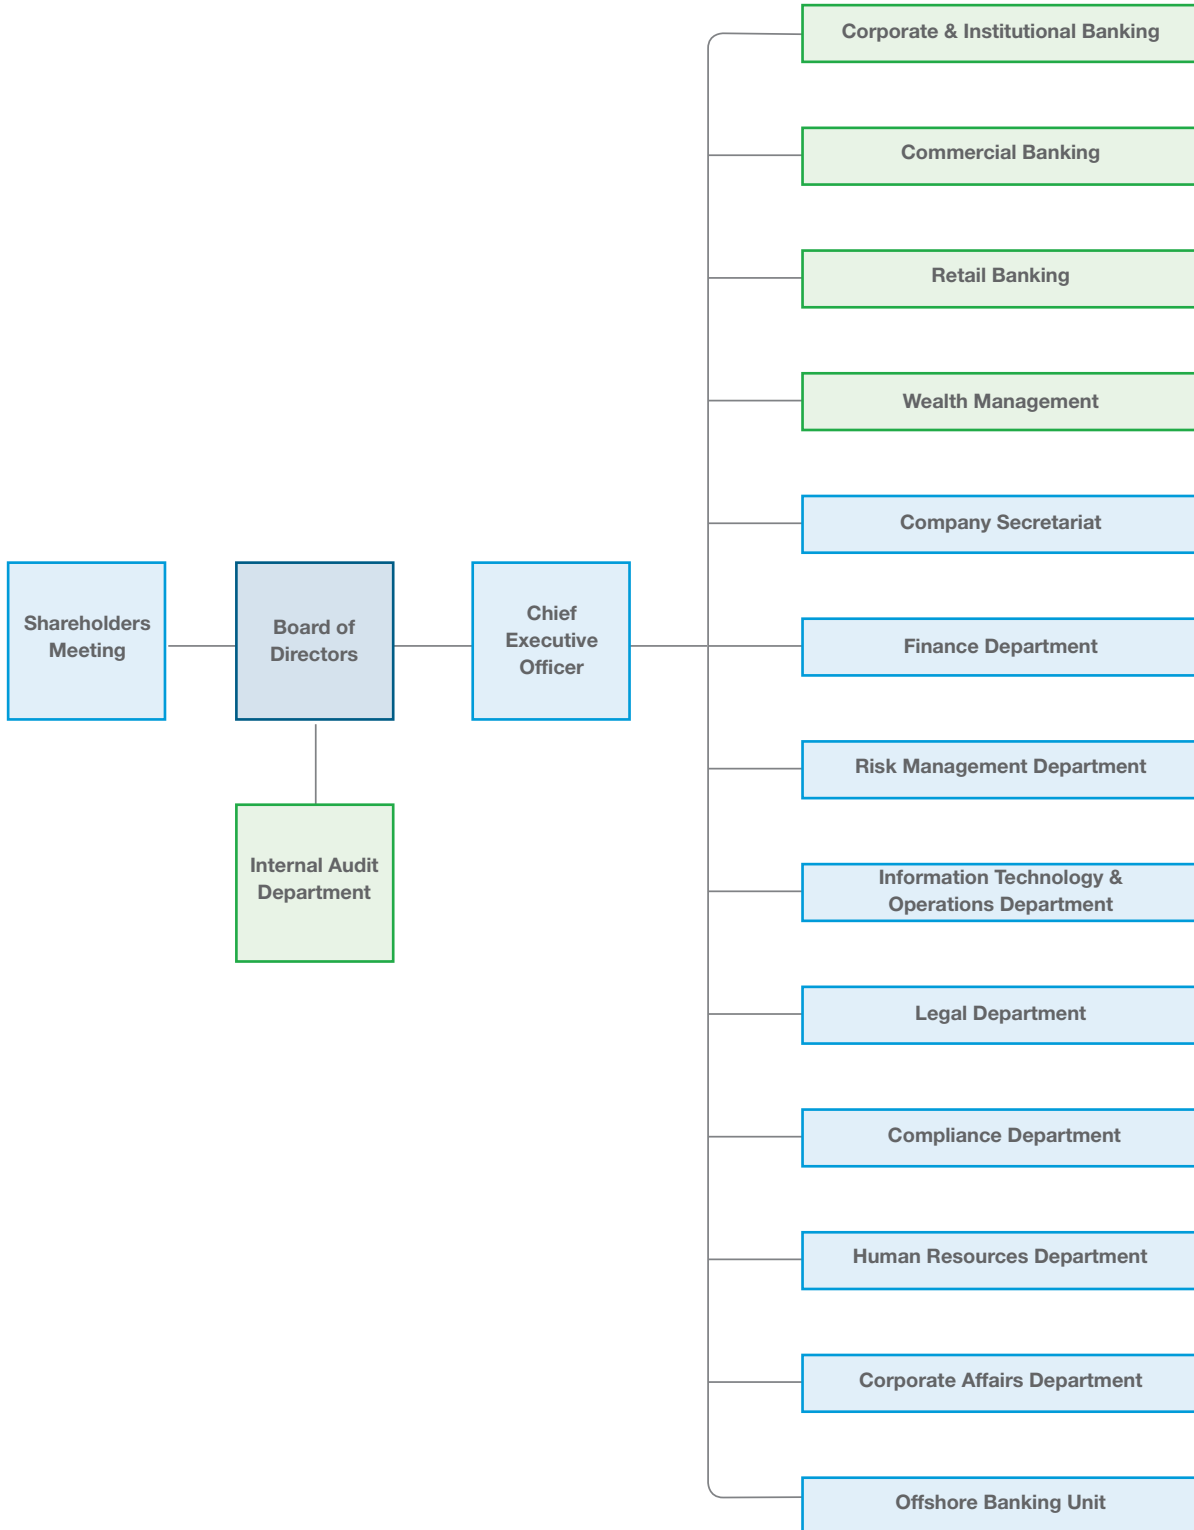 Shareholders
Meeting
Board of
Directors
Internal Audit
Department
Chief
Executive
Officer
Corporate & Institutional Banking
Commercial Banking
Retail Banking
Wealth Management
Company Secretariat
Finance Department
Risk Management Department
Information Technology &
Operations Department
Legal Department
Compliance Department
Human Resources Department
Corporate Affairs Department
Offshore Banking Unit